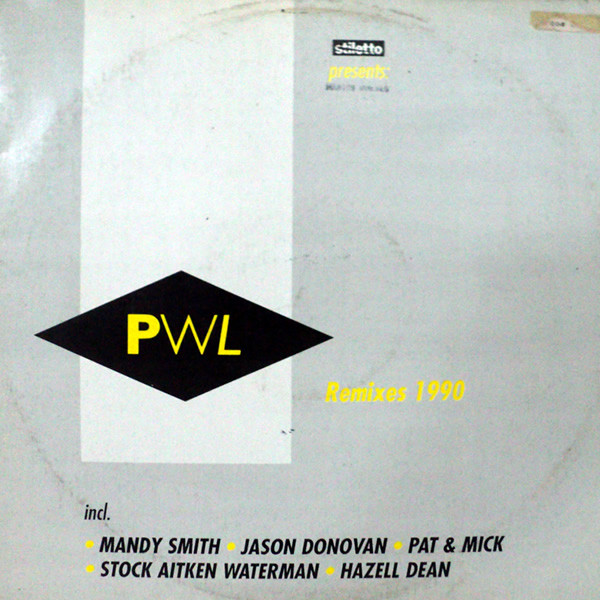 stiletto
presents:
PWL
Remixes 1990
incl.
• MANDY SMITH • JASON DONOVAN • PAT & MICK
• STOCK AITKEN WATERMAN • HAZELL DEAN